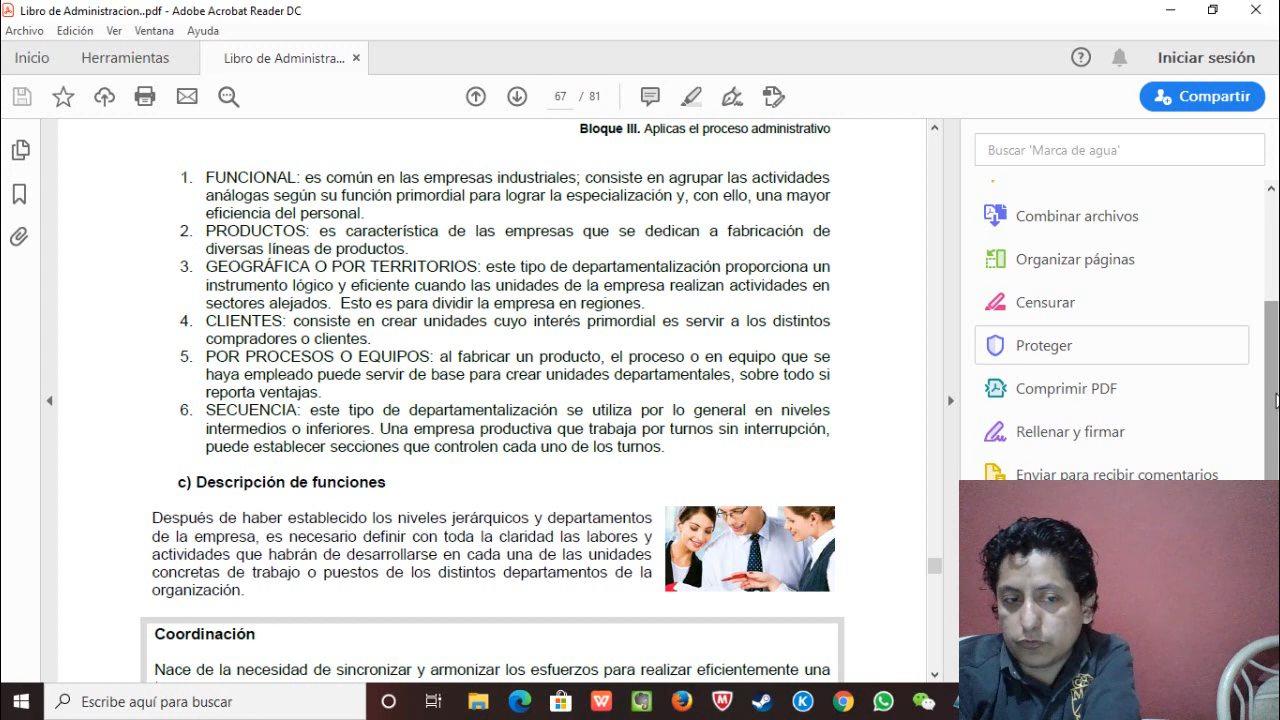 Libro de Administracion..pdf - Adobe Acrobat Reader DC
Archivo Edición Ver Ventana Ayuda
Inicio Herramientas Libro de Administra... × Iniciar sesión
67 / 81 Compartir
Bloque III. Aplicas el proceso administrativo
1. FUNCIONAL: es común en las empresas industriales; consiste en agrupar las actividades
análogas según su función primordial para lograr la especialización y, con ello, una mayor
eficiencia del personal.
2. PRODUCTOS: es característica de las empresas que se dedican a fabricación de
diversas líneas de productos.
3. GEOGRÁFICA O POR TERRITORIOS: este tipo de departamentalización proporciona un
instrumento lógico y eficiente cuando las unidades de la empresa realizan actividades en
sectores alejados. Esto es para dividir la empresa en regiones.
4. CLIENTES: consiste en crear unidades cuyo interés primordial es servir a los distintos
compradores o clientes.
5. POR PROCESOS O EQUIPOS: al fabricar un producto, el proceso o en equipo que se
haya empleado puede servir de base para crear unidades departamentales, sobre todo si
reporta ventajas.
6. SECUENCIA: este tipo de departamentalización se utiliza por lo general en niveles
intermedios o inferiores. Una empresa productiva que trabaja por turnos sin interrupción,
puede establecer secciones que controlen cada uno de los turnos.
c) Descripción de funciones
Después de haber establecido los niveles jerárquicos y departamentos
de la empresa, es necesario definir con toda la claridad las labores y
actividades que habrán de desarrollarse en cada una de las unidades
concretas de trabajo o puestos de los distintos departamentos de la
organización.
Coordinación
Nace de la necesidad de sincronizar y armonizar los esfuerzos para realizar eficientemente una
Buscar 'Marca de agua'
Combinar archivos
Organizar páginas
Censurar
Proteger
Comprimir PDF
Rellenar y firmar
Enviar para recibir comentarios
Escribe aquí para buscar